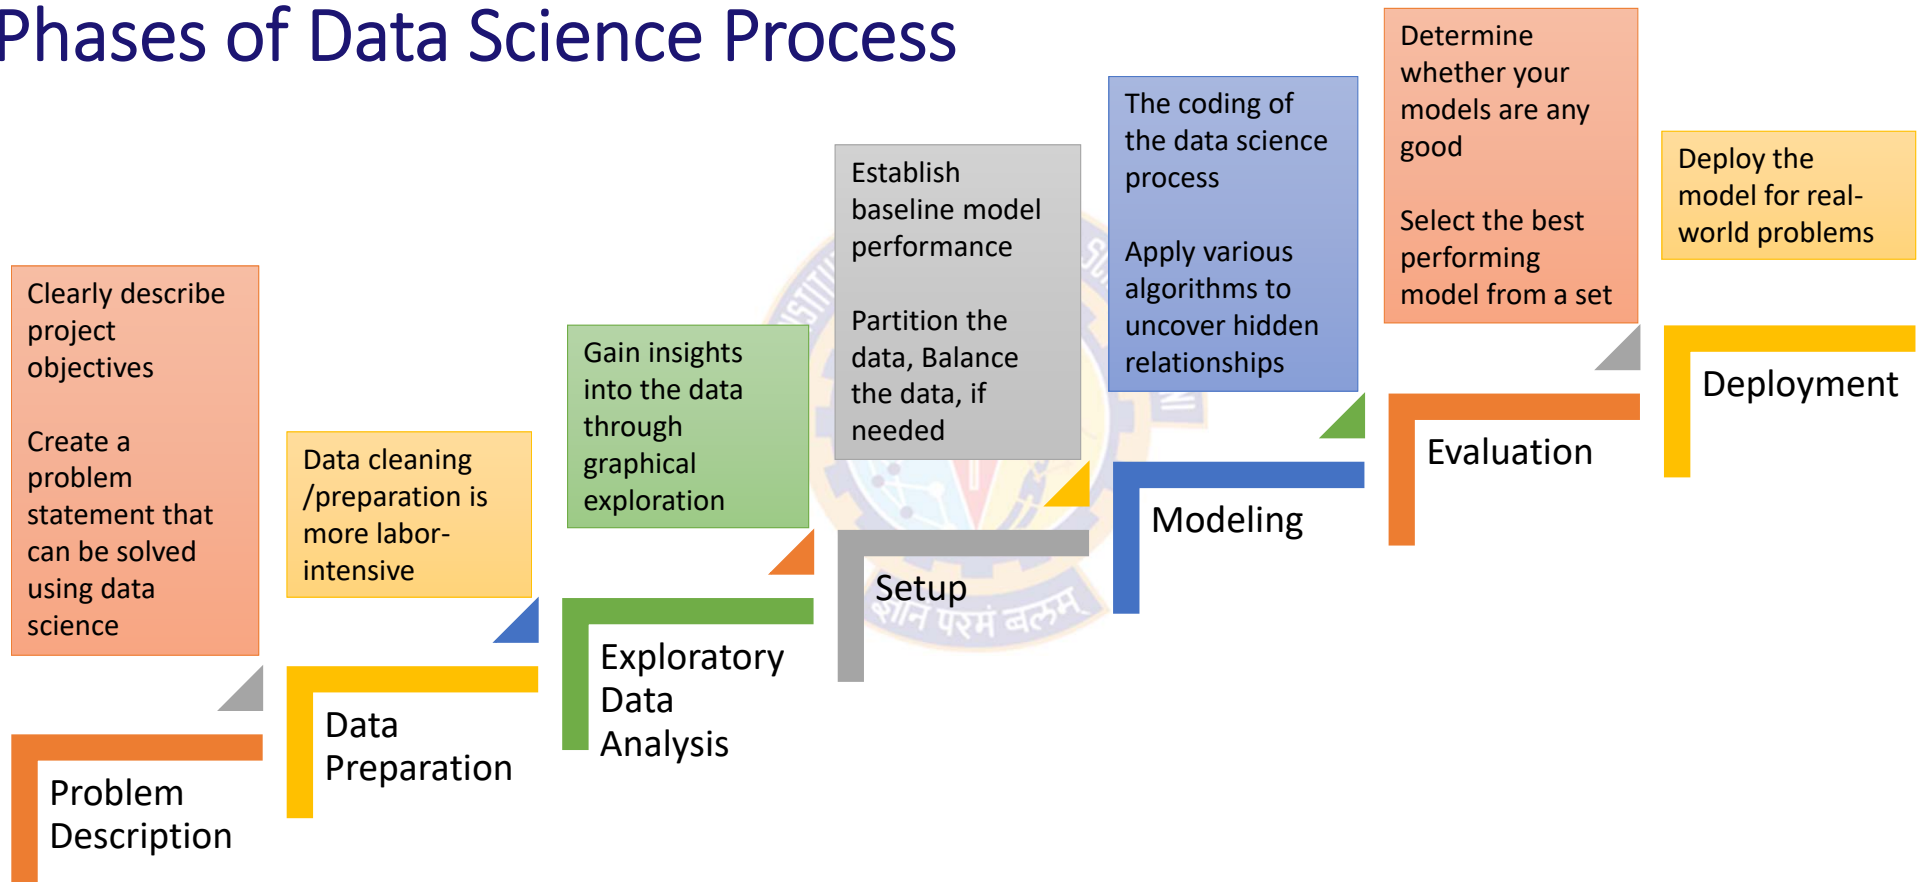 Phases of Data Science Process
Clearly describe
project
objectives
Create a
problem
statement that
can be solved
using data
science
Problem
Description
Data cleaning
/preparation is
more labor-
intensive
Data
Preparation
Gain insights
into the data
through
graphical
exploration
Exploratory
Data
Analysis
Establish
baseline model
performance
Partition the
data, Balance
the data, if
needed
Setup
The coding of
the data science
process
Apply various
algorithms to
uncover hidden
relationships
Modeling
Determine
whether your
models are any
good
Select the best
performing
model from a set
Evaluation
Deploy the
model for real-
world problems
Deployment
ज्ञान परमं बलम्